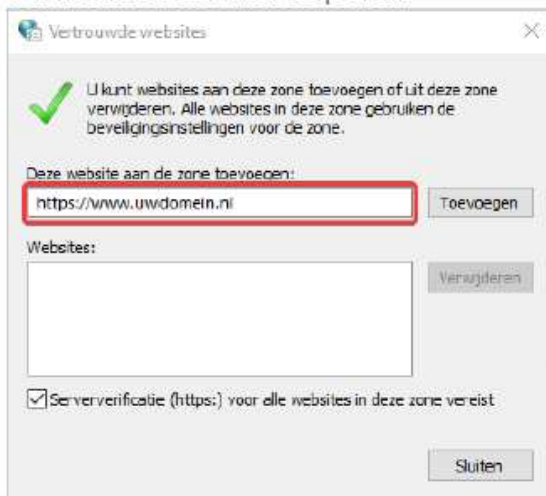 Vertrouwde websites
U kunt websites aan deze zone toevoegen of uit deze zone
verwijderen. Alle websites in deze zone gebruiken de
beveiligingsinstellingen voor de zone.
Deze website aan de zone toevoegen:
https://www.uwdomein.nl
Toevoegen
Websites:
Verwijderen
Serververificatie (https:) voor alle websites in deze zone vereist
Sluiten